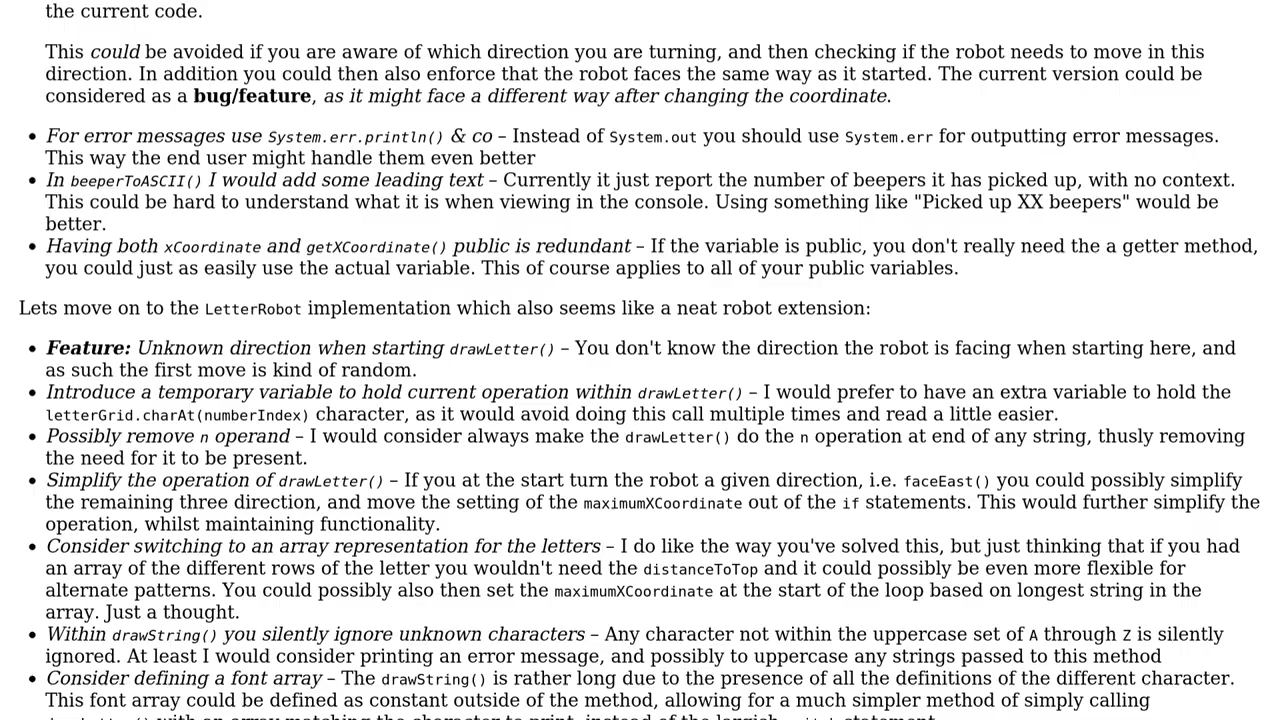 the current code.
This could be avoided if you are aware of which direction you are turning, and then checking if the robot needs to move in this
direction. In addition you could then also enforce that the robot faces the same way as it started. The current version could be
considered as a bug/feature, as it might face a different way after changing the coordinate.
• For error messages use System.err.println() & co – Instead of System.out you should use System.err for outputting error messages.
This way the end user might handle them even better
• In beeperToASCII() I would add some leading text – Currently it just report the number of beepers it has picked up, with no context.
This could be hard to understand what it is when viewing in the console. Using something like "Picked up XX beepers" would be
better.
• Having both xCoordinate and getXCoordinate() public is redundant – If the variable is public, you don't really need the a getter method,
you could just as easily use the actual variable. This of course applies to all of your public variables.
Lets move on to the LetterRobot implementation which also seems like a neat robot extension:
• Feature: Unknown direction when starting drawLetter() – You don't know the direction the robot is facing when starting here, and
as such the first move is kind of random.
• Introduce a temporary variable to hold current operation within drawLetter() – I would prefer to have an extra variable to hold the
letterGrid.charAt(numberIndex) character, as it would avoid doing this call multiple times and read a little easier.
• Possibly remove n operand – I would consider always make the drawLetter() do the n operation at end of any string, thusly removing
the need for it to be present.
• Simplify the operation of drawLetter() – If you at the start turn the robot a given direction, i.e. faceEast() you could possibly simplify
the remaining three direction, and move the setting of the maximumXCoordinate out of the if statements. This would further simplify the
operation, whilst maintaining functionality.
• Consider switching to an array representation for the letters – I do like the way you've solved this, but just thinking that if you had
an array of the different rows of the letter you wouldn't need the distanceToTop and it could possibly be even more flexible for
alternate patterns. You could possibly also then set the maximumXCoordinate at the start of the loop based on longest string in the
array. Just a thought.
• Within drawString() you silently ignore unknown characters – Any character not within the uppercase set of A through Z is silently
ignored. At least I would consider printing an error message, and possibly to uppercase any strings passed to this method
• Consider defining a font array – The drawString() is rather long due to the presence of all the definitions of the different character.
This font array could be defined as constant outside of the method, allowing for a much simpler method of simply calling
with an array matching the character to print, instead of the largish